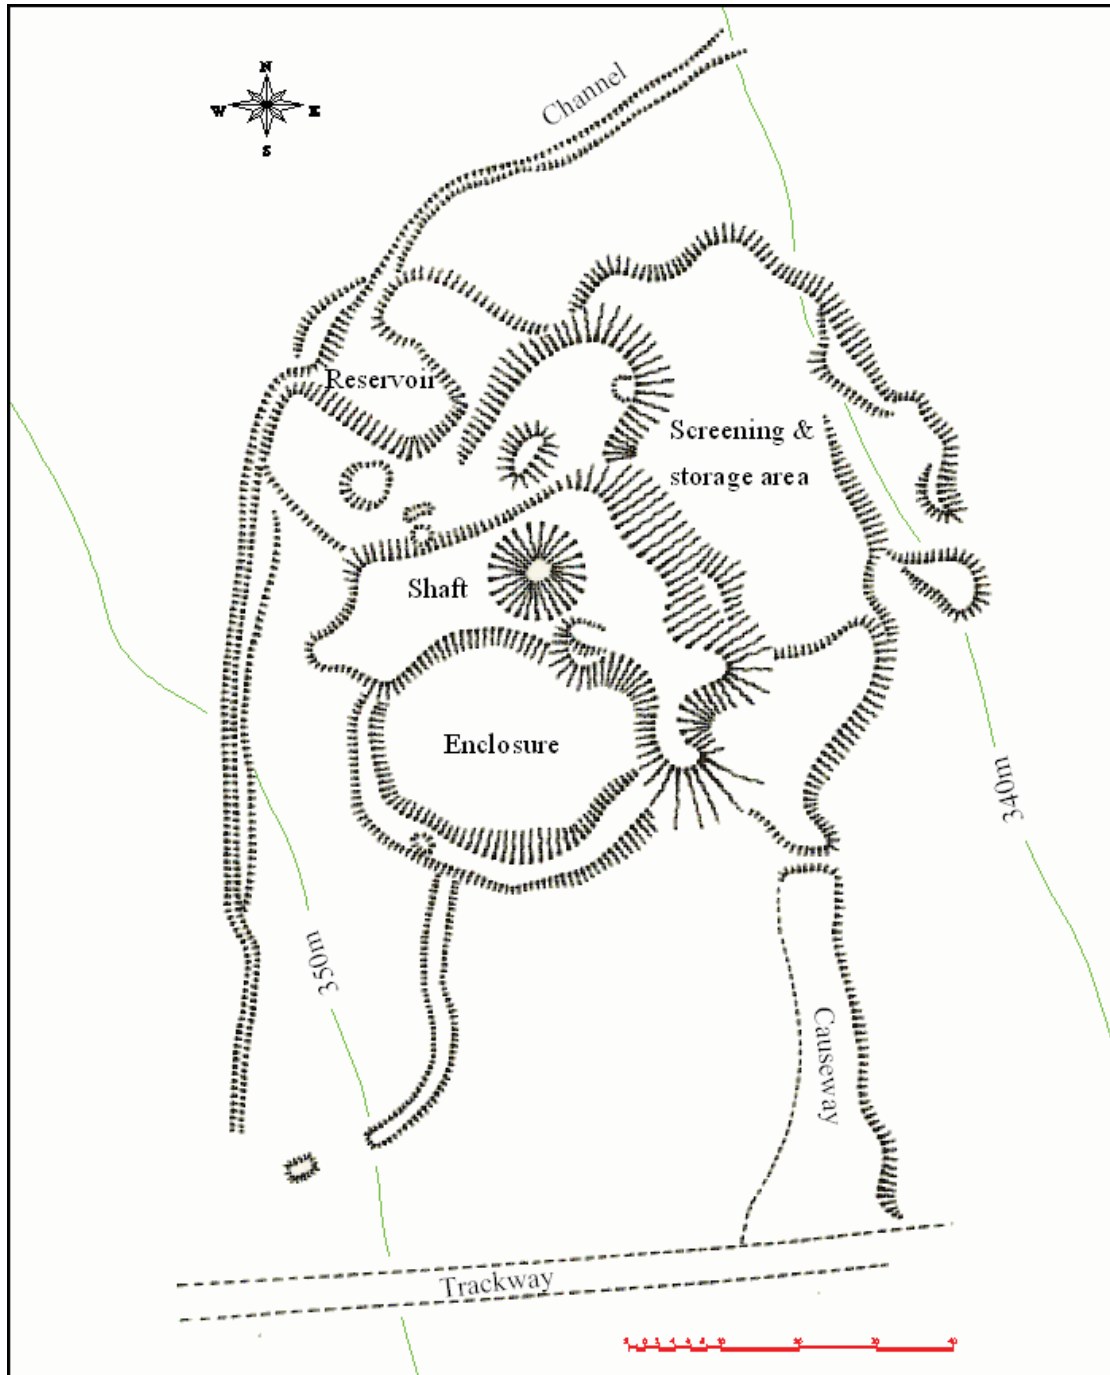 N
W E
S
Channel
Reservoir
Screening &
storage area
Shaft
Enclosure
340m
350m
Causeway
Trackway